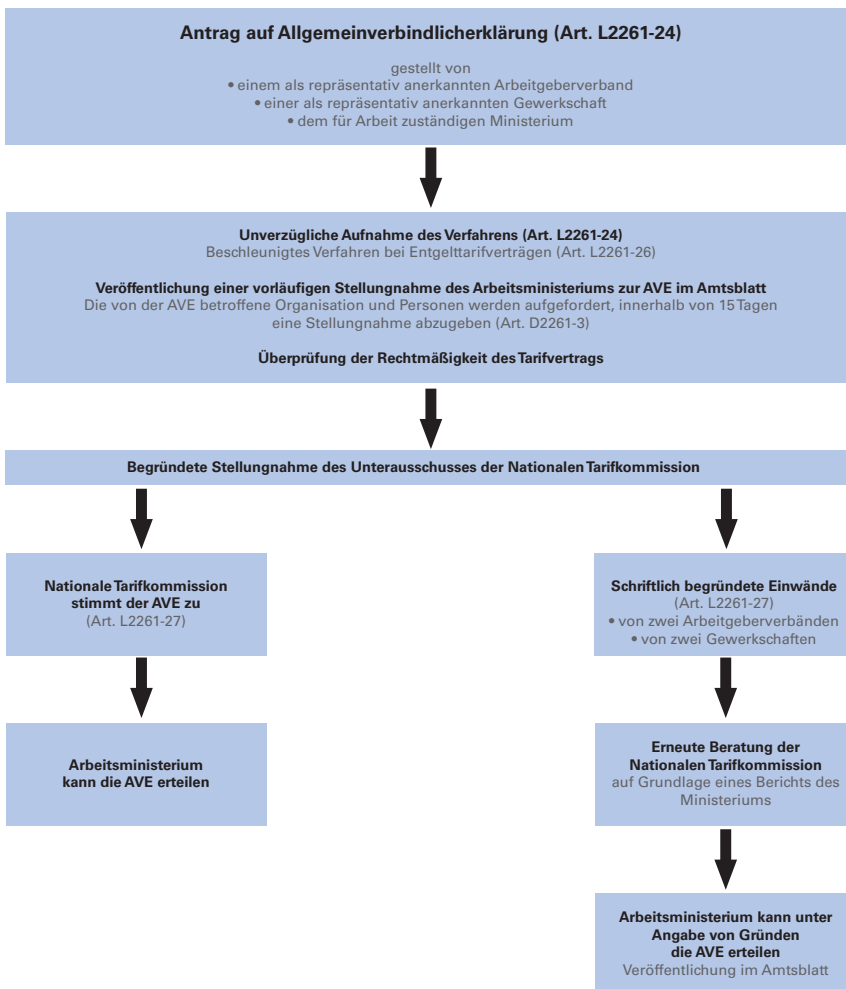 Antrag auf Allgemeinverbindlicherklärung (Art. L2261-24)
gestellt von
• einem als repräsentativ anerkannten Arbeitgeberverband
• einer als repräsentativ anerkannten Gewerkschaft
• dem für Arbeit zuständigen Ministerium
Unverzügliche Aufnahme des Verfahrens (Art. L2261-24)
Beschleunigtes Verfahren bei Entgelttarifverträgen (Art. L2261-26)
Veröffentlichung einer vorläufigen Stellungnahme des Arbeitsministeriums zur AVE im Amtsblatt
Die von der AVE betroffene Organisation und Personen werden aufgefordert, innerhalb von 15 Tagen
eine Stellungnahme abzugeben (Art. D2261-3)
Überprüfung der Rechtmäßigkeit des Tarifvertrags
Begründete Stellungnahme des Unterausschusses der Nationalen Tarifkommission
Nationale Tarifkommission
stimmt der AVE zu
(Art. L2261-27)
Arbeitsministerium
kann die AVE erteilen
Schriftlich begründete Einwände
(Art. L2261-27)
• von zwei Arbeitgeberverbänden
• von zwei Gewerkschaften
Erneute Beratung der
Nationalen Tarifkommission
auf Grundlage eines Berichts des
Ministeriums
Arbeitsministerium kann unter
Angabe von Gründen
die AVE erteilen
Veröffentlichung im Amtsblatt